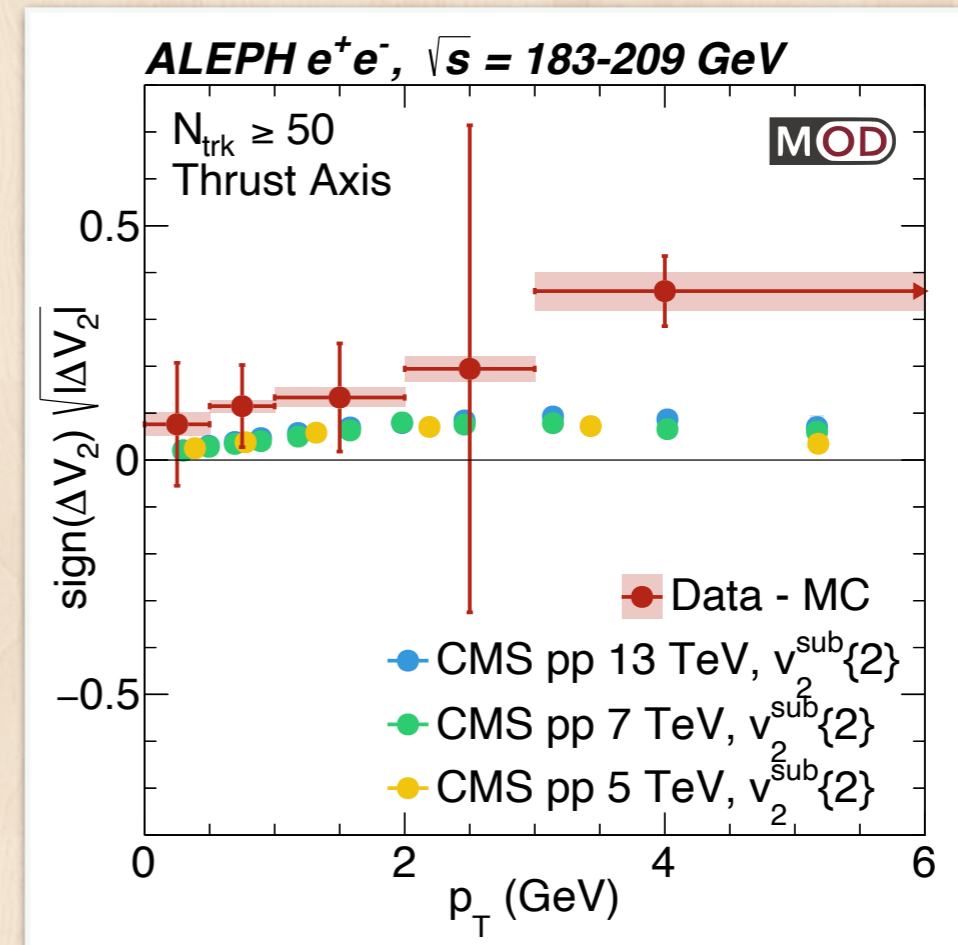 ALEPH e⁺e⁻, √s = 183-209 GeV
N_trk ≥ 50
Thrust Axis
MOD
sign(ΔV₂) √|ΔV₂|
0.5
0
−0.5
Data - MC
CMS pp 13 TeV, v₂^sub{2}
CMS pp 7 TeV, v₂^sub{2}
CMS pp 5 TeV, v₂^sub{2}
0 2 4 6
p_T (GeV)